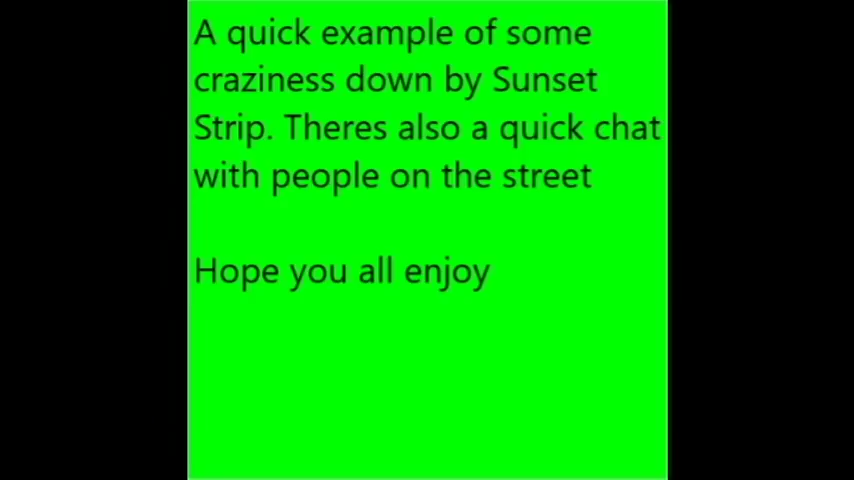 A quick example of some
craziness down by Sunset
Strip. Theres also a quick chat
with people on the street
Hope you all enjoy